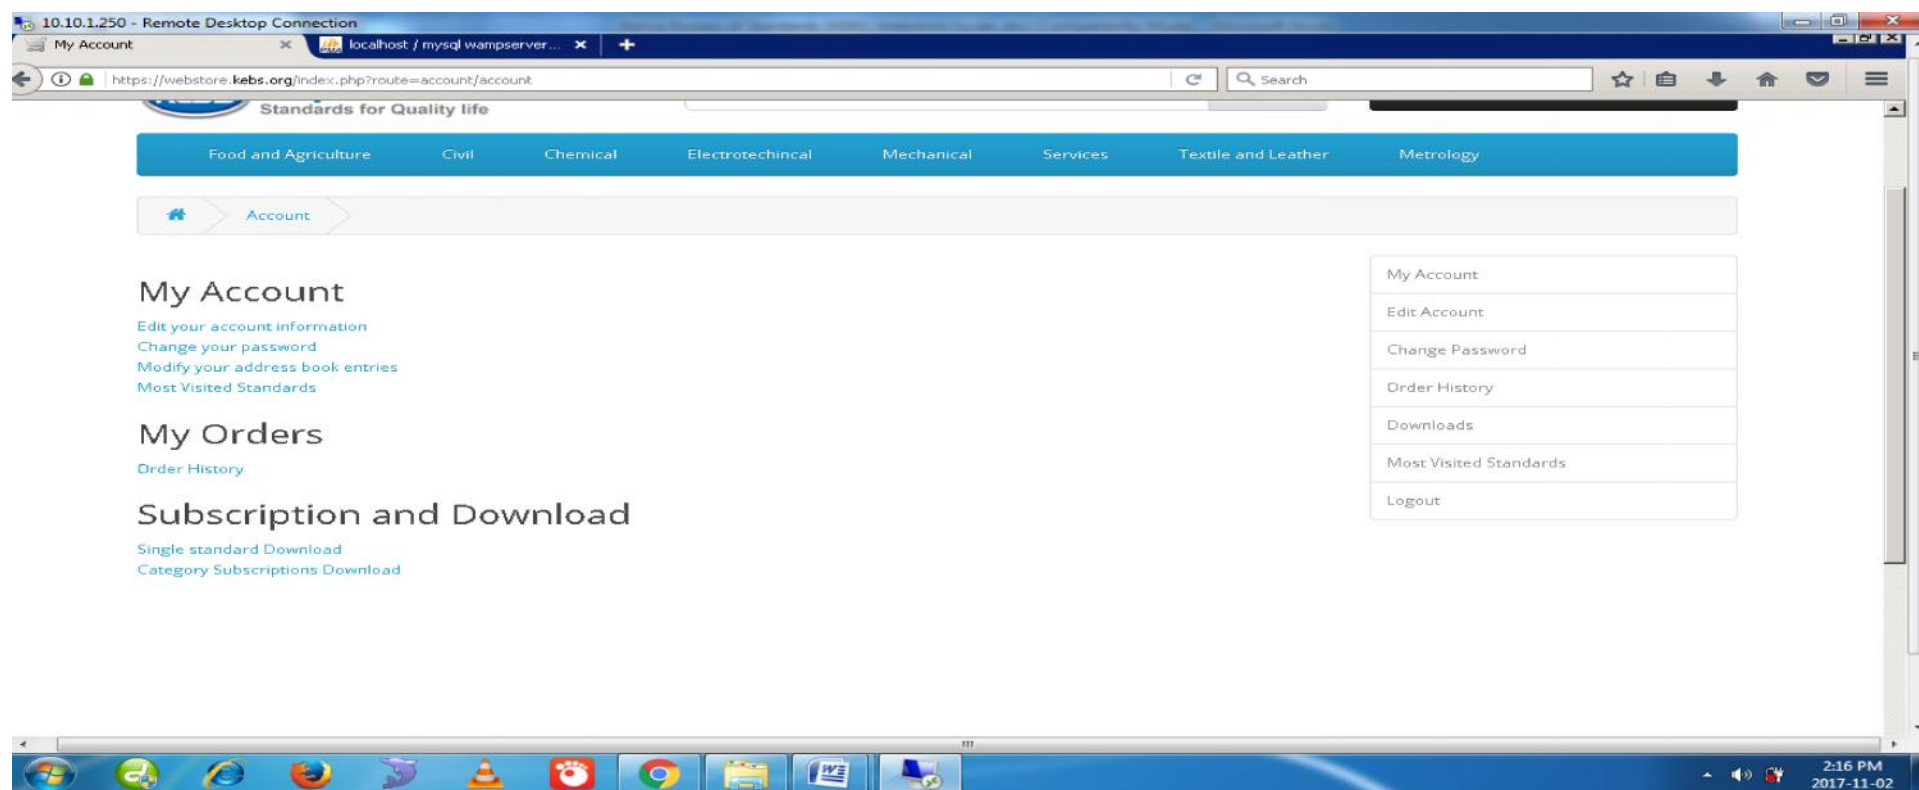 10.10.1.250 - Remote Desktop Connection
My Account
localhost / mysql wampserver...
https://webstore.kebs.org/index.php?route=account/account
Search
Standards for Quality life
Food and Agriculture Civil Chemical Electrotechincal Mechanical Services Textile and Leather Metrology
Account
My Account
Edit your account information
Change your password
Modify your address book entries
Most Visited Standards
My Orders
Order History
Subscription and Download
Single standard Download
Category Subscriptions Download
My Account
Edit Account
Change Password
Order History
Downloads
Most Visited Standards
Logout
2:16 PM
2017-11-02